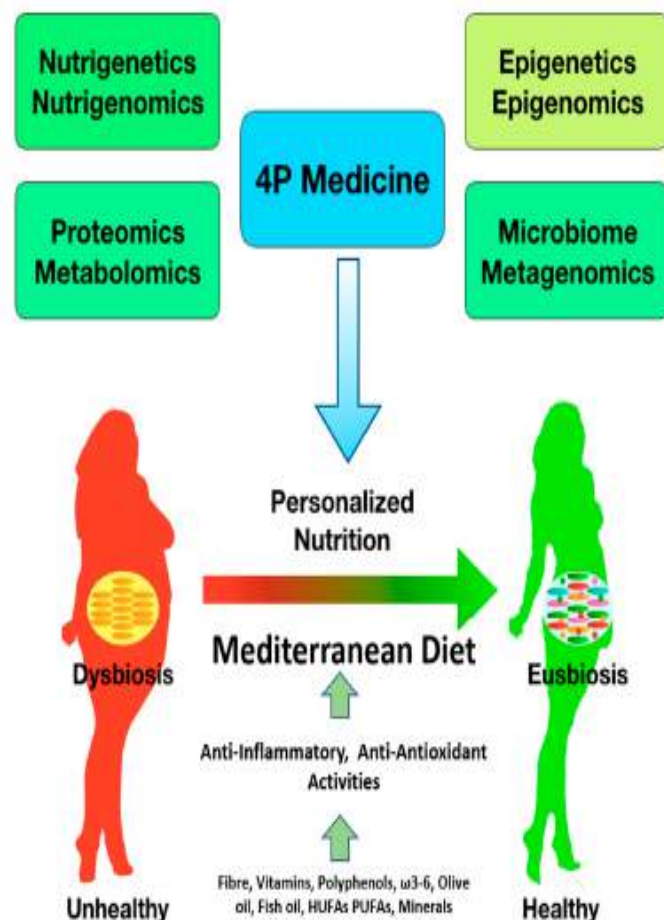 Nutrigenetics
Nutrigenomics
Epigenetics
Epigenomics
4P Medicine
Proteomics
Metabolomics
Microbiome
Metagenomics
Personalized
Nutrition
Dysbiosis
Mediterranean Diet
Eusbiosis
Anti-Inflammatory, Anti-Antioxidant
Activities
Fibre, Vitamins, Polyphenols, ω3-6, Olive
oil, Fish oil, HUFAs PUFAs, Minerals
Unhealthy
Healthy